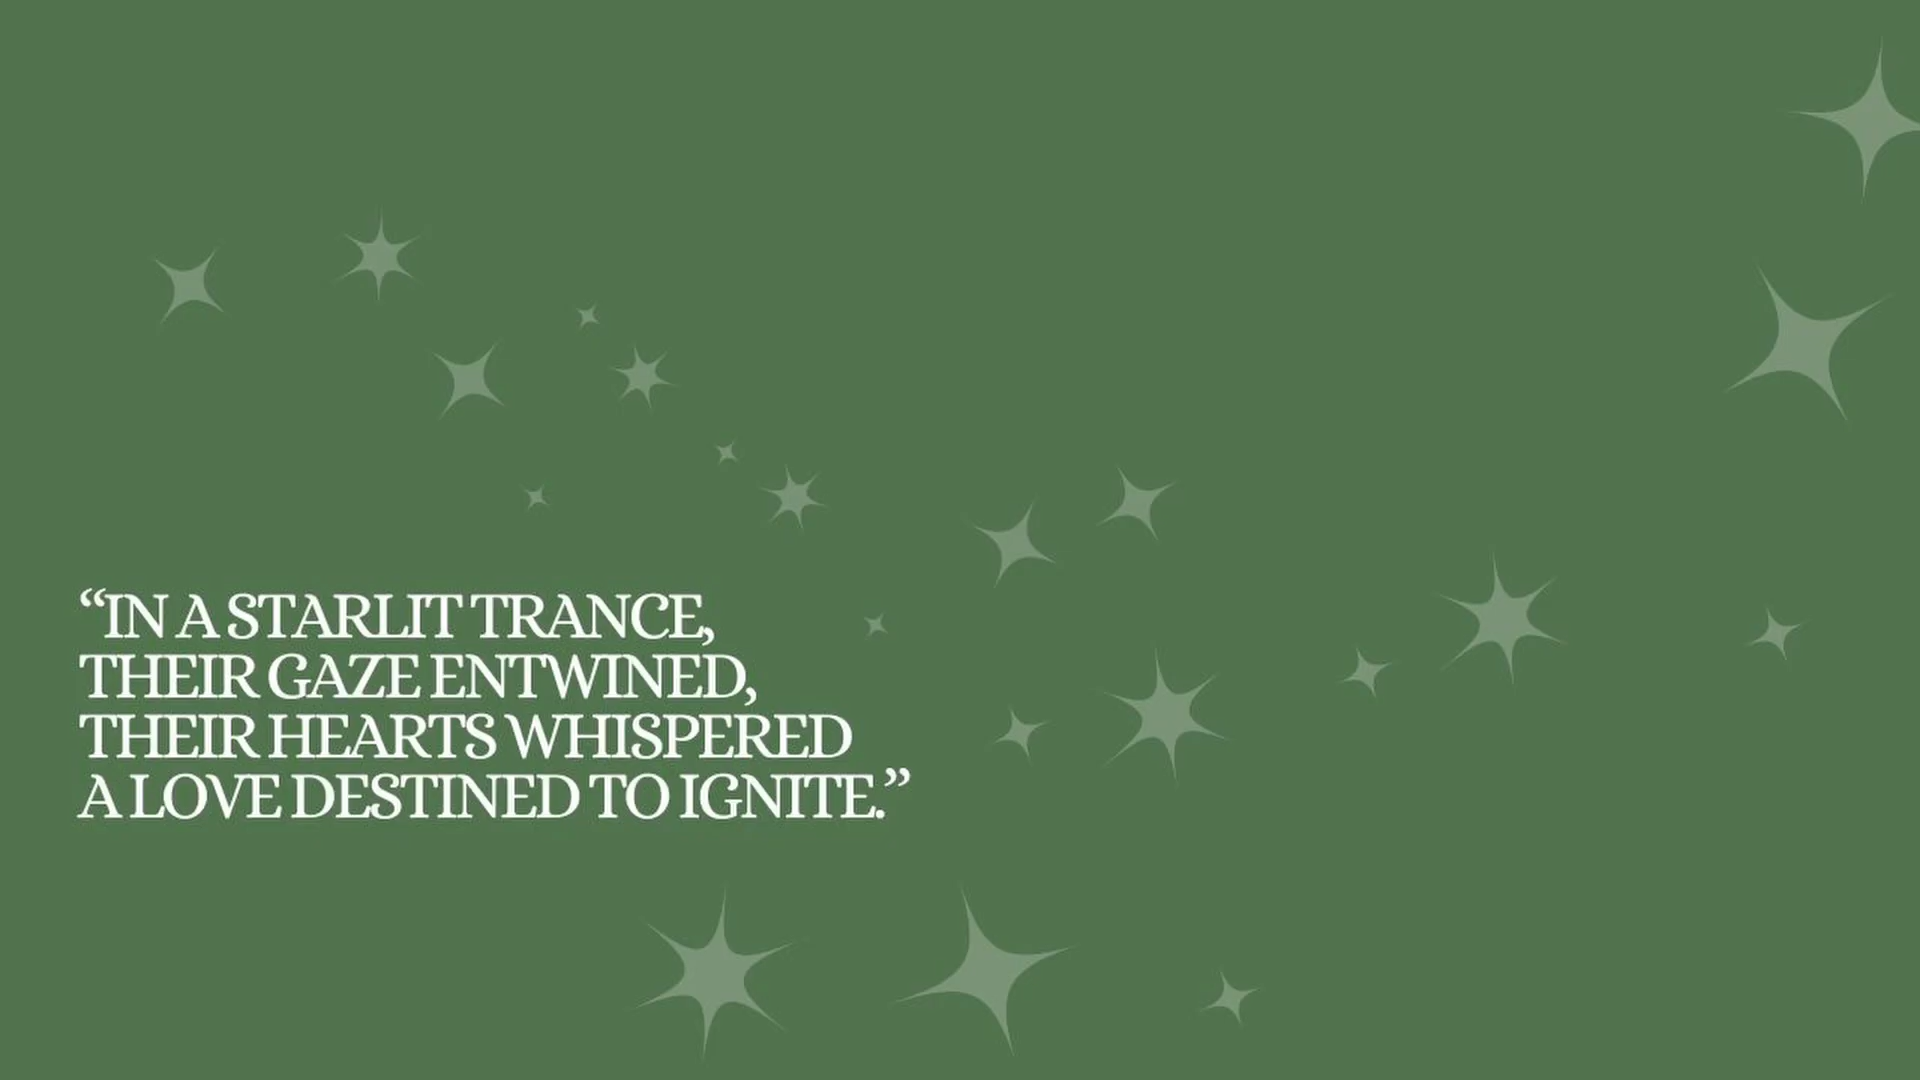 “IN A STARLIT TRANCE,
THEIR GAZE ENTWINED,
THEIR HEARTS WHISPERED
A LOVE DESTINED TO IGNITE.”